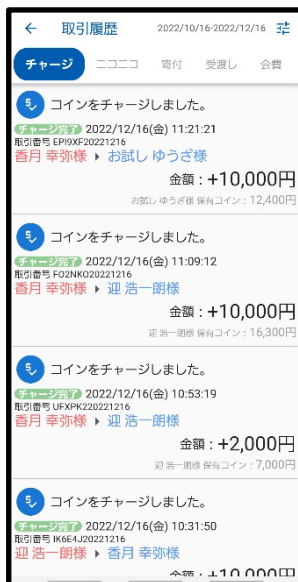 ← 取引履歴 2022/10/16-2022/12/16
チャージ ニコニコ 寄付 受渡し 会費
コインをチャージしました。
チャージ完了 2022/12/16(金) 11:21:21
取引番号 EPI9XF20221216
香月 幸弥様 ▸ お試し ゆうざ様
金額：+10,000円
お試し ゆうざ様 保有コイン：12,400円
コインをチャージしました。
チャージ完了 2022/12/16(金) 11:09:12
取引番号 FO2NKO20221216
香月 幸弥様 ▸ 迎 浩一朗様
金額：+10,000円
迎 浩一朗様 保有コイン：16,300円
コインをチャージしました。
チャージ完了 2022/12/16(金) 10:53:19
取引番号 UFXPK220221216
香月 幸弥様 ▸ 迎 浩一朗様
金額：+2,000円
迎 浩一朗様 保有コイン：7,000円
コインをチャージしました。
チャージ完了 2022/12/16(金) 10:31:50
取引番号 IK6E4J20221216
迎 浩一朗様 ▸ 香月 幸弥様
金額：+10,000円